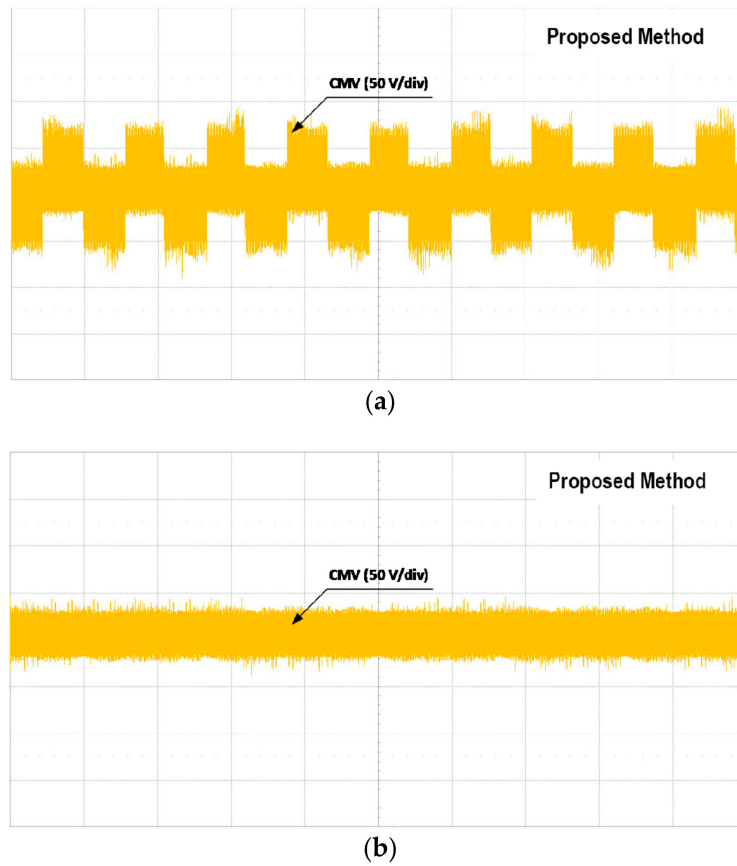 Proposed Method
CMV (50 V/div)
(a)
Proposed Method
CMV (50 V/div)
(b)